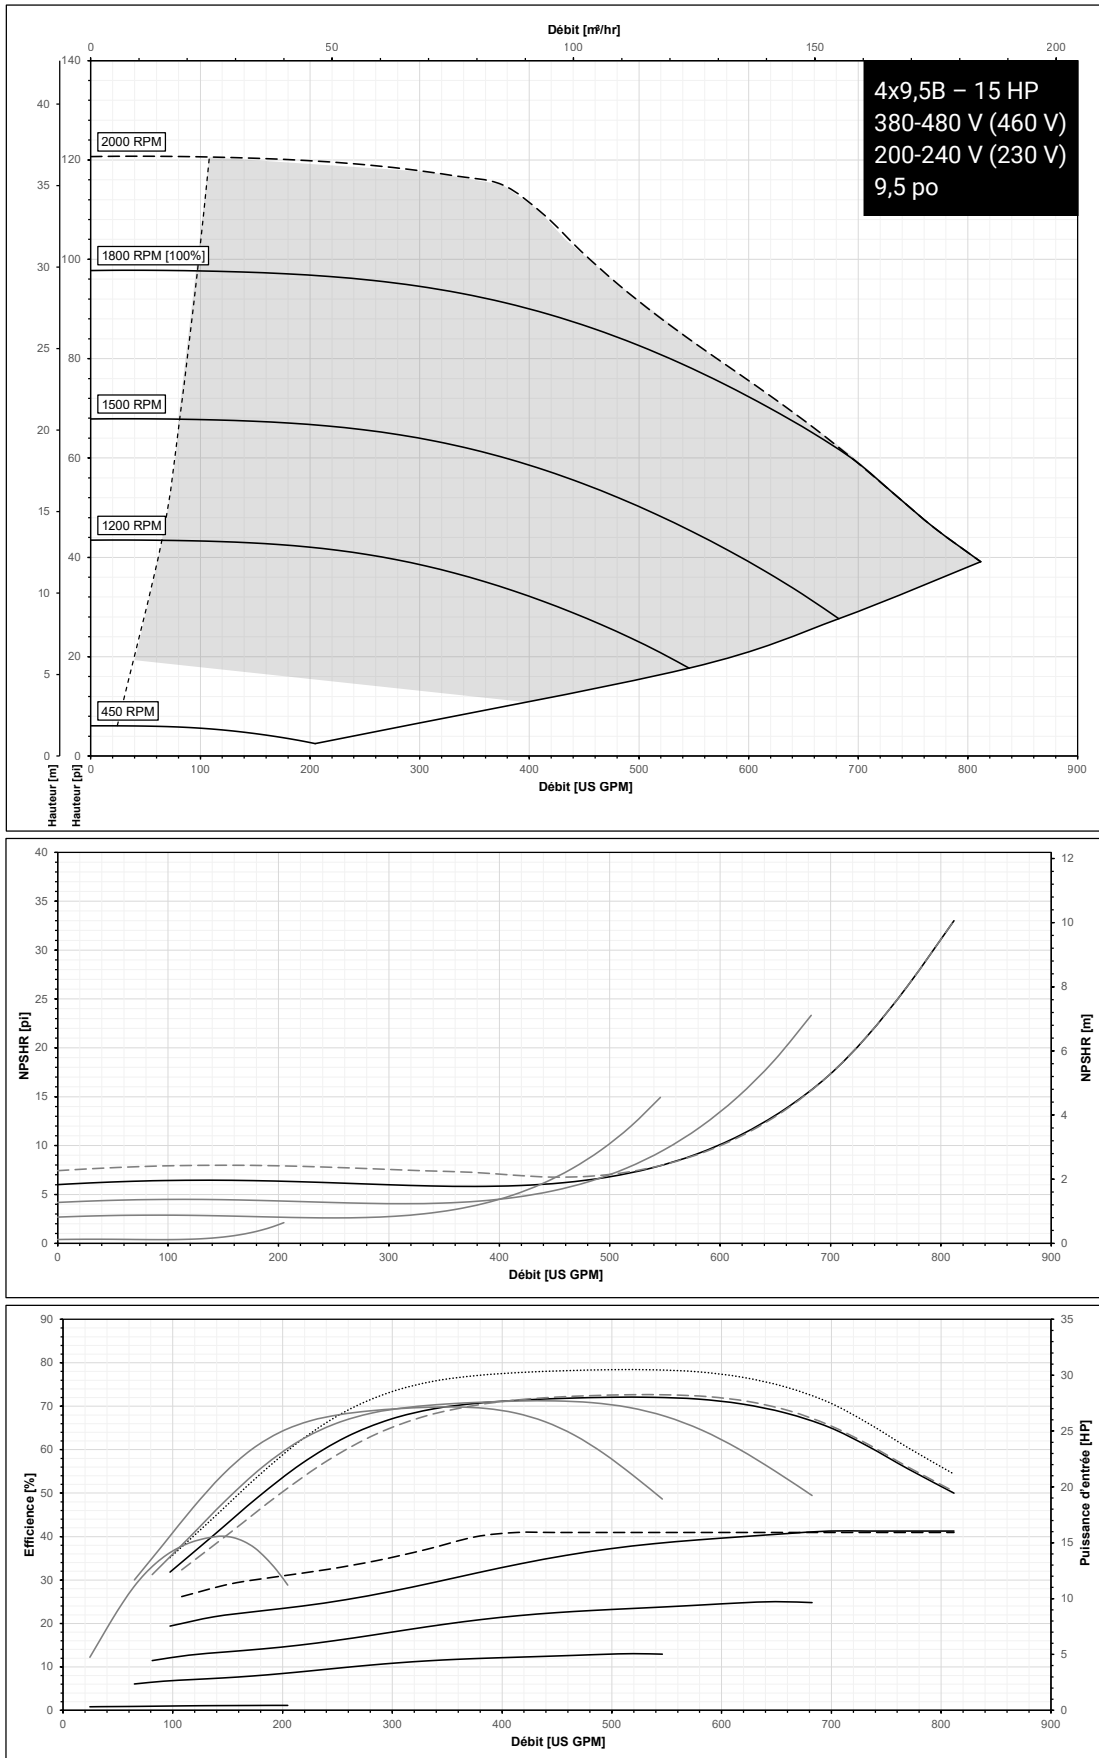 Débit [m³/hr]
0 50 100 150 200
4x9,5B – 15 HP
380-480 V (460 V)
200-240 V (230 V)
9,5 po
2000 RPM
1800 RPM [100%]
1500 RPM
1200 RPM
450 RPM
40
35
30
25
20
15
10
5
0
140
120
100
80
60
40
20
0
Hauteur [m]
Hauteur [pi]
0 100 200 300 400 500 600 700 800 900
Débit [US GPM]
40
35
30
25
20
15
10
5
0
NPSHR [pi]
12
10
8
6
4
2
0
NPSHR [m]
0 100 200 300 400 500 600 700 800 900
Débit [US GPM]
90
80
70
60
50
40
30
20
10
0
Efficience [%]
35
30
25
20
15
10
5
0
Puissance d'entrée [HP]
0 100 200 300 400 500 600 700 800 900
Débit [US GPM]